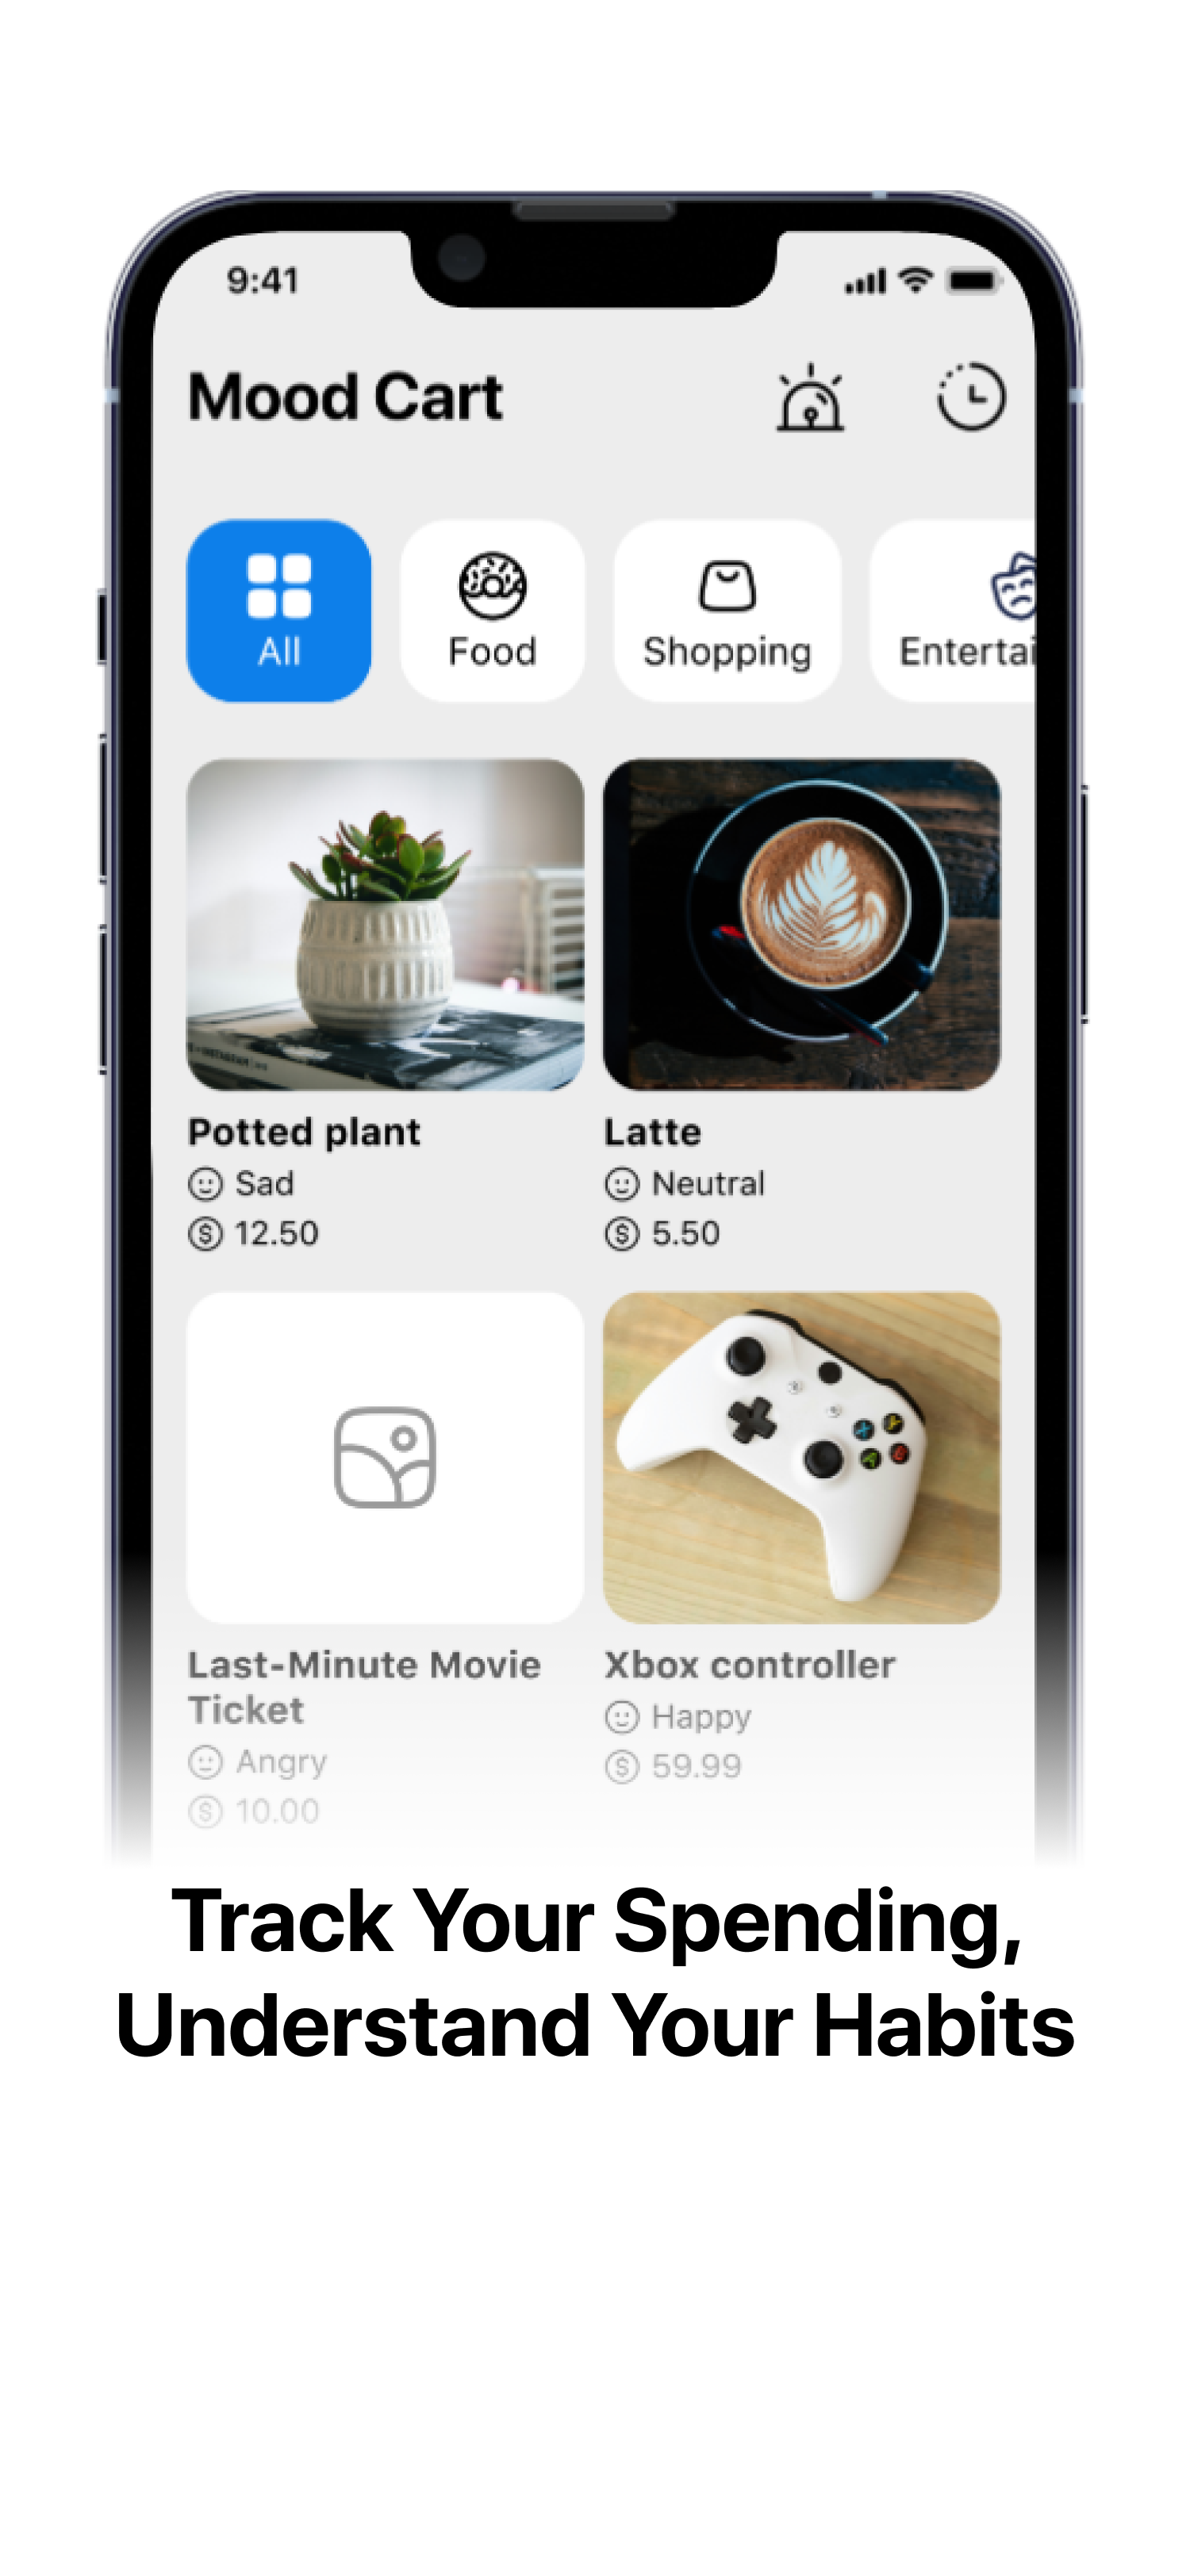 9:41
Mood Cart
All
Food
Shopping
Entertai
Potted plant
Sad
12.50
Latte
Neutral
5.50
Last-Minute Movie
Ticket
Angry
10.00
Xbox controller
Happy
59.99
Track Your Spending,
Understand Your Habits